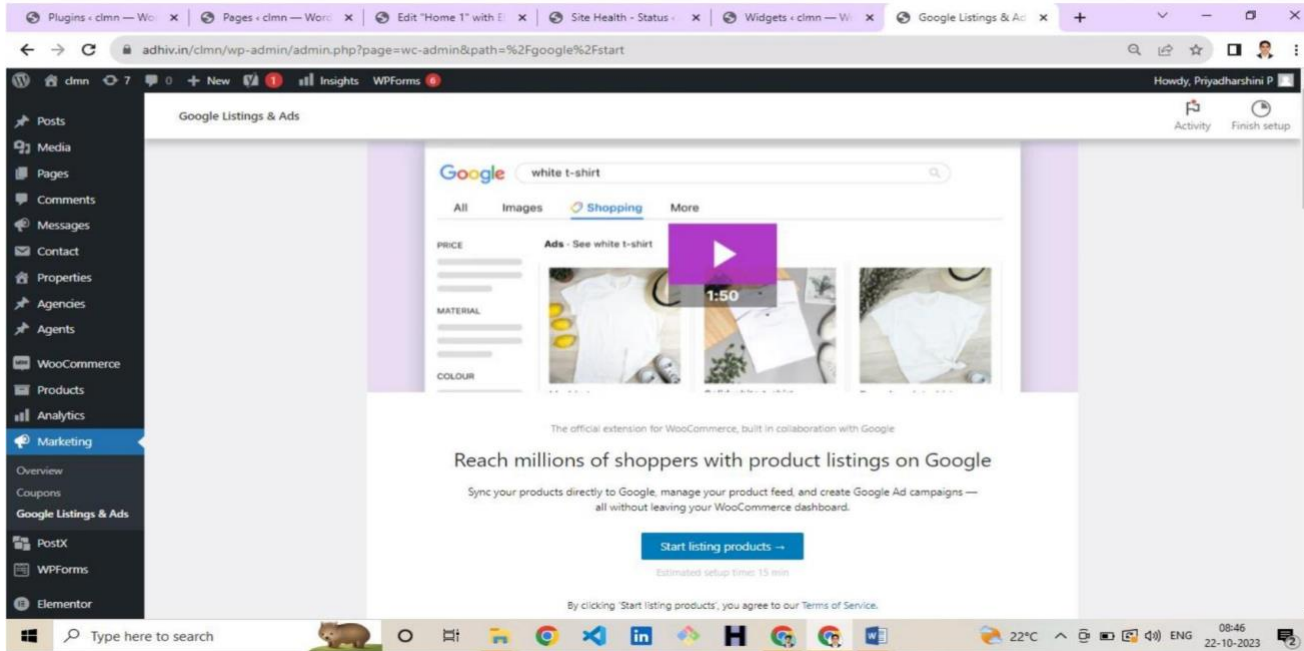 Plugins ‹ clmn — Wo
Pages ‹ clmn — Word
Edit "Home 1" with E
Site Health - Status ‹
Widgets ‹ clmn — W
Google Listings & Ad
adhiv.in/clmn/wp-admin/admin.php?page=wc-admin&path=%2Fgoogle%2Fstart
clmn 7 0 + New 1 Insights WPForms 6
Howdy, Priyadharshini P
Google Listings & Ads
Activity
Finish setup
Posts
Media
Pages
Comments
Messages
Contact
Properties
Agencies
Agents
WooCommerce
Products
Analytics
Marketing
Overview
Coupons
Google Listings & Ads
PostX
WPForms
Elementor
Google white t-shirt
All Images Shopping More
PRICE
Ads · See white t-shirt
1:50
MATERIAL
COLOUR
The official extension for WooCommerce, built in collaboration with Google
Reach millions of shoppers with product listings on Google
Sync your products directly to Google, manage your product feed, and create Google Ad campaigns —
all without leaving your WooCommerce dashboard.
Start listing products →
Estimated setup time: 15 min
By clicking 'Start listing products', you agree to our Terms of Service.
Type here to search
22°C
ENG
08:46
22-10-2023
2